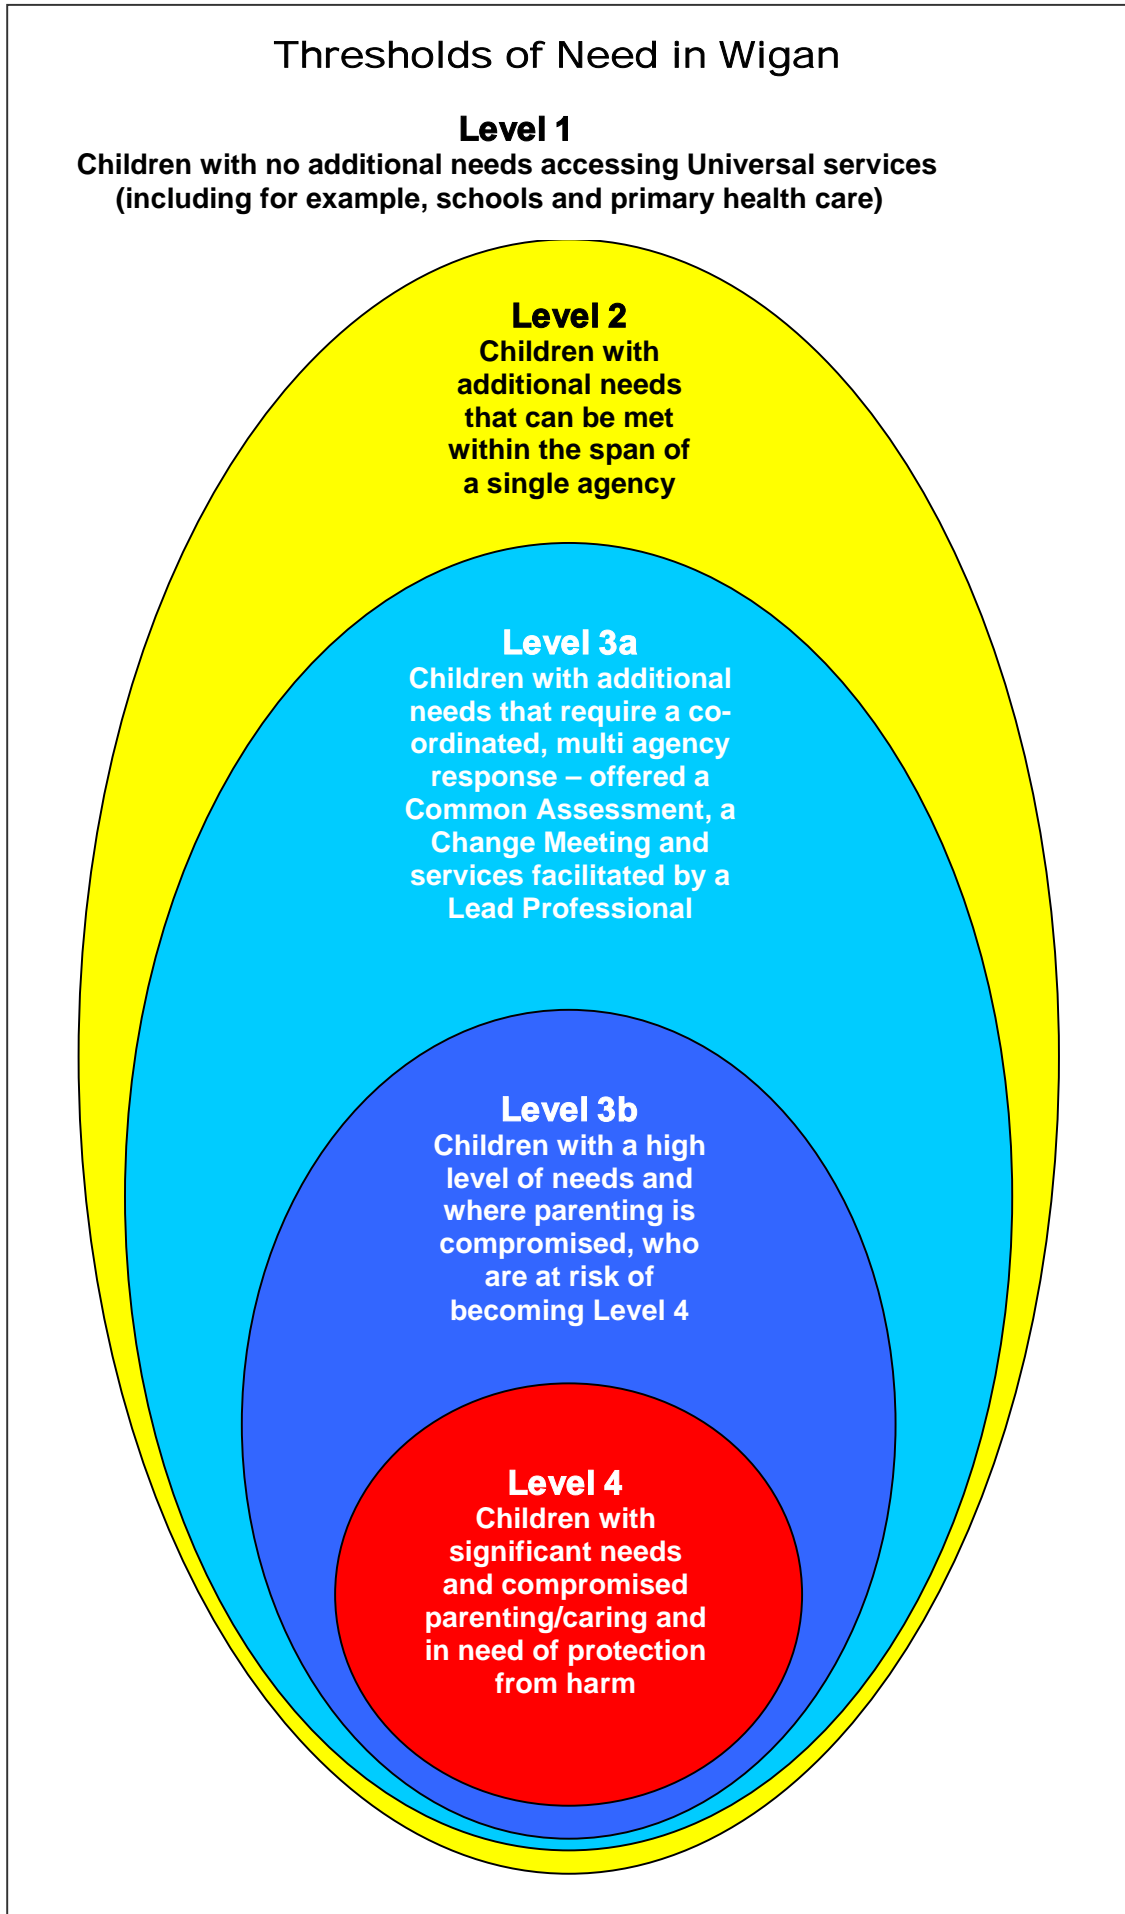 Thresholds of Need in Wigan
Level 1
Children with no additional needs accessing Universal services
(including for example, schools and primary health care)
Level 2
Children with
additional needs
that can be met
within the span of
a single agency
Level 3a
Children with additional
needs that require a co-
ordinated, multi agency
response – offered a
Common Assessment, a
Change Meeting and
services facilitated by a
Lead Professional
Level 3b
Children with a high
level of needs and
where parenting is
compromised, who
are at risk of
becoming Level 4
Level 4
Children with
significant needs
and compromised
parenting/caring and
in need of protection
from harm